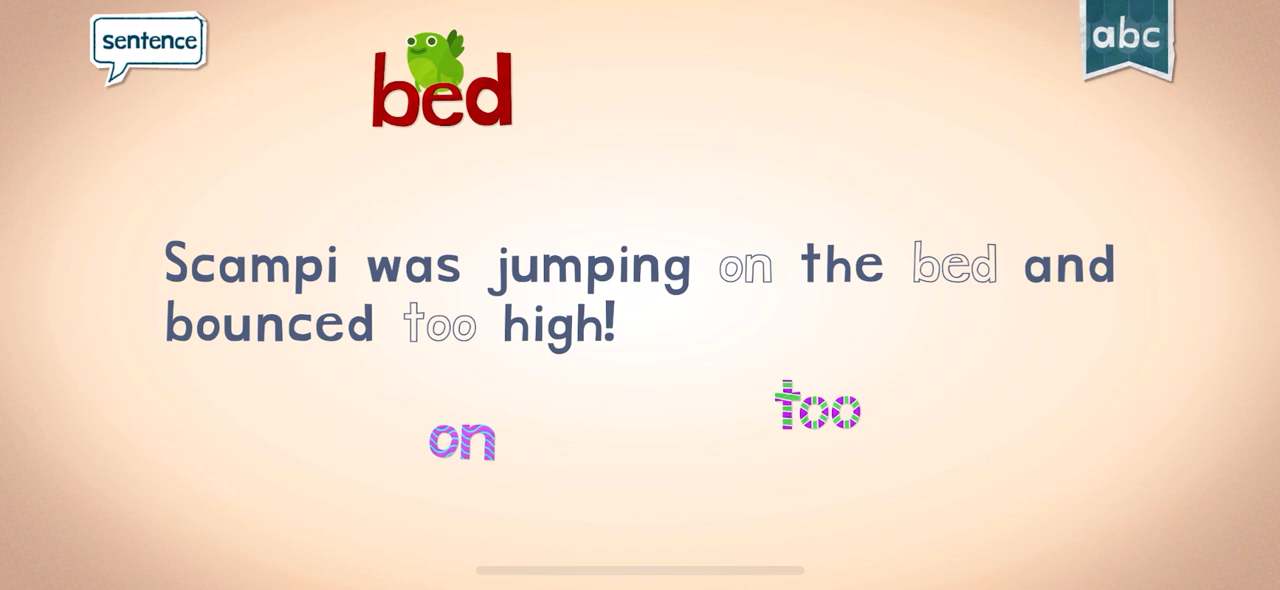 sentence
abc
bed
Scampi was jumping on the bed and
bounced too high!
too
on